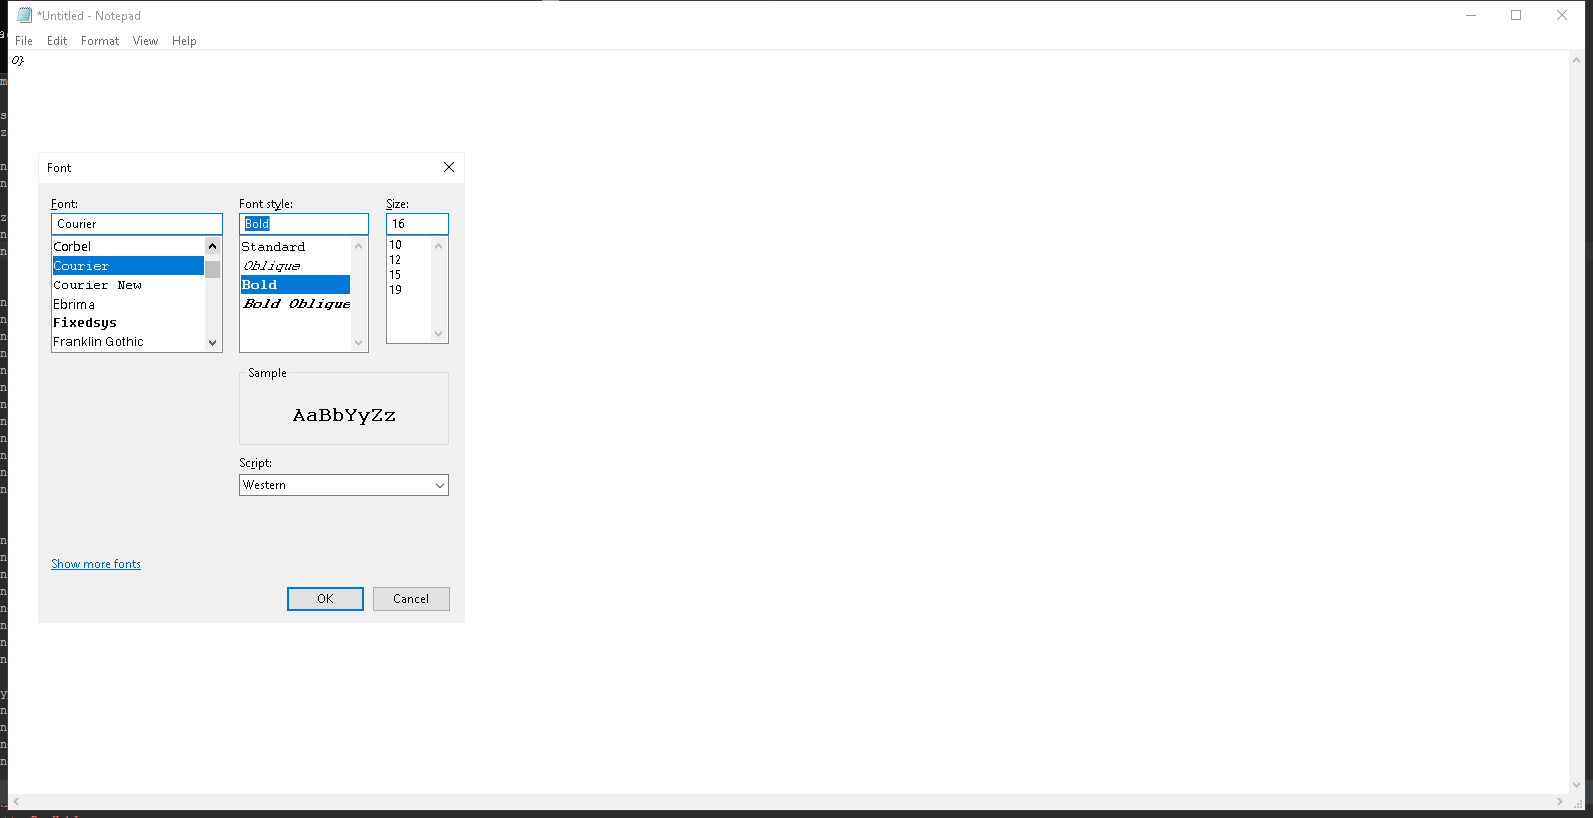 *Untitled - Notepad
File Edit Format View Help
0}
Font
Font: Font style: Size:
Courier Bold 16
Corbel
Courier
Courier New
Ebrima
Fixedsys
Franklin Gothic
Standard
Oblique
Bold
Bold Oblique
10
12
15
19
Sample
AaBbYyZz
Script:
Western
Show more fonts
OK Cancel